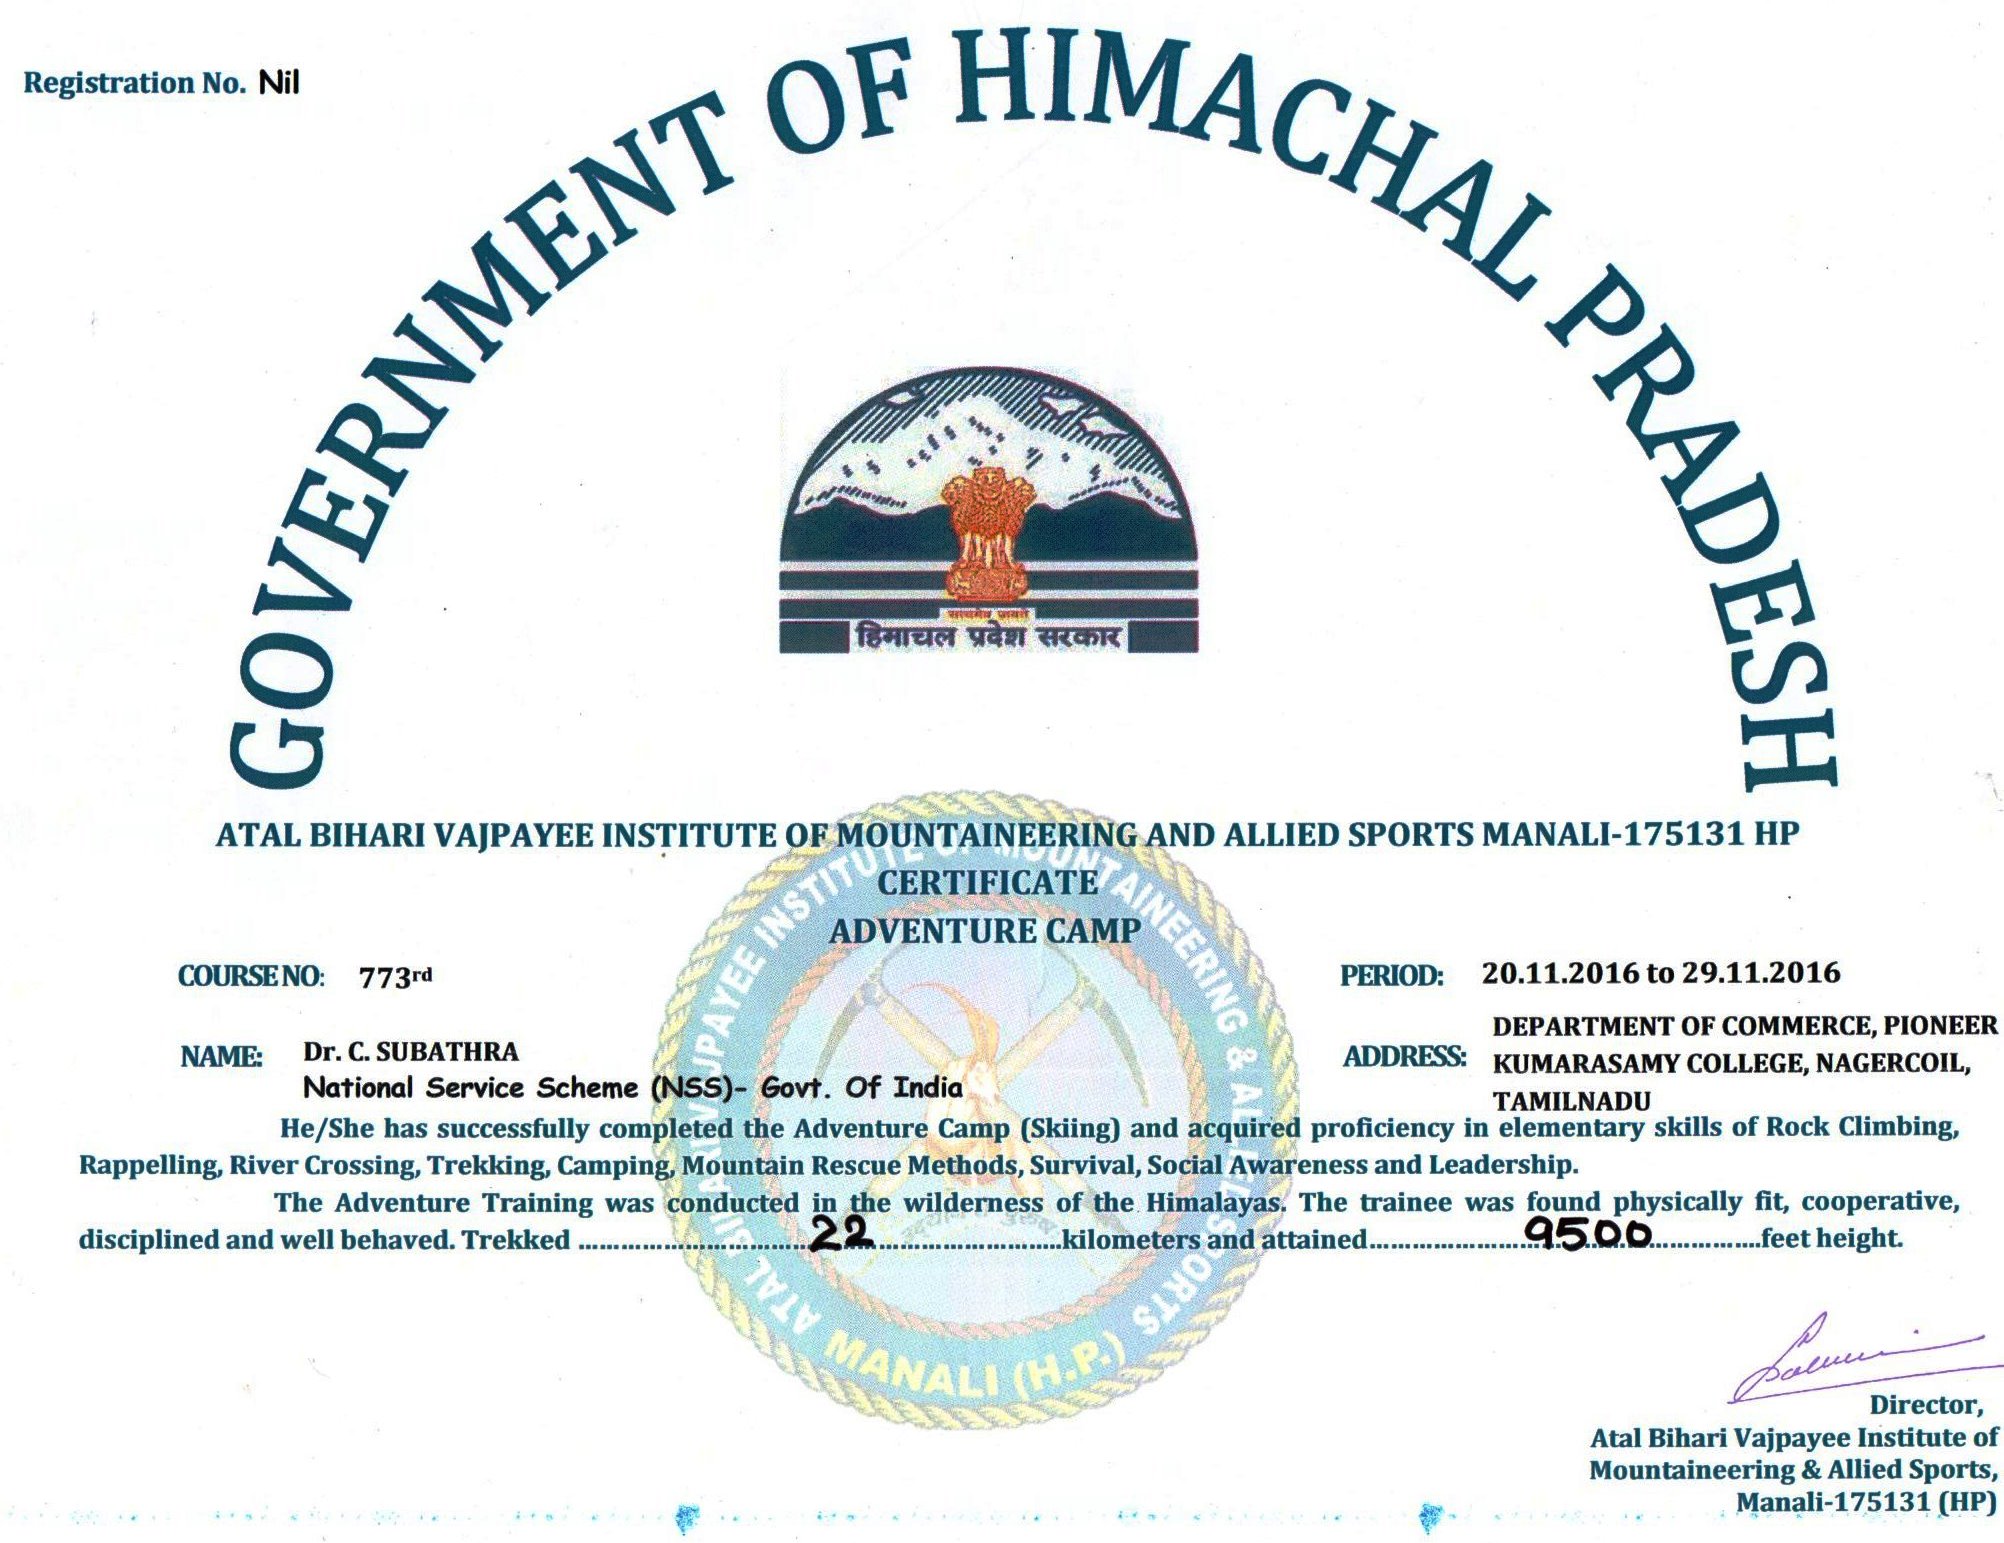 Registration No. Nil
GOVERNMENT OF HIMACHAL PRADESH
सत्यमेव जयते
हिमाचल प्रदेश सरकार
ATAL BIHARI VAJPAYEE INSTITUTE OF MOUNTAINEERING AND ALLIED SPORTS MANALI-175131 HP
CERTIFICATE
ADVENTURE CAMP
COURSE NO: 773rd
PERIOD: 20.11.2016 to 29.11.2016
NAME: Dr. C. SUBATHRA
National Service Scheme (NSS)- Govt. Of India
ADDRESS: DEPARTMENT OF COMMERCE, PIONEER
KUMARASAMY COLLEGE, NAGERCOIL,
TAMILNADU
He/She has successfully completed the Adventure Camp (Skiing) and acquired proficiency in elementary skills of Rock Climbing,
Rappelling, River Crossing, Trekking, Camping, Mountain Rescue Methods, Survival, Social Awareness and Leadership.
The Adventure Training was conducted in the wilderness of the Himalayas. The trainee was found physically fit, cooperative,
disciplined and well behaved. Trekked ........22........kilometers and attained........9500........feet height.
ATAL BIHARI VAJPAYEE INSTITUTE OF MOUNTAINEERING & ALLIED SPORTS
MANALI (H.P.)
Director,
Atal Bihari Vajpayee Institute of
Mountaineering & Allied Sports,
Manali-175131 (HP)